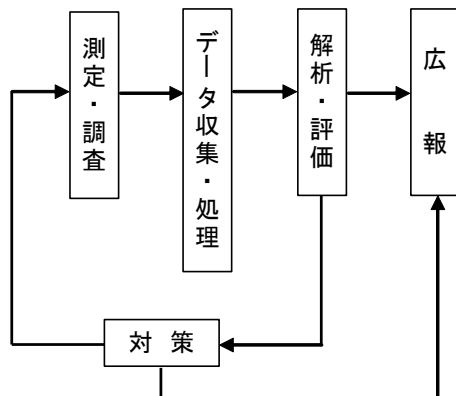 測定・調査
データ収集・処理
解析・評価
広報
対策